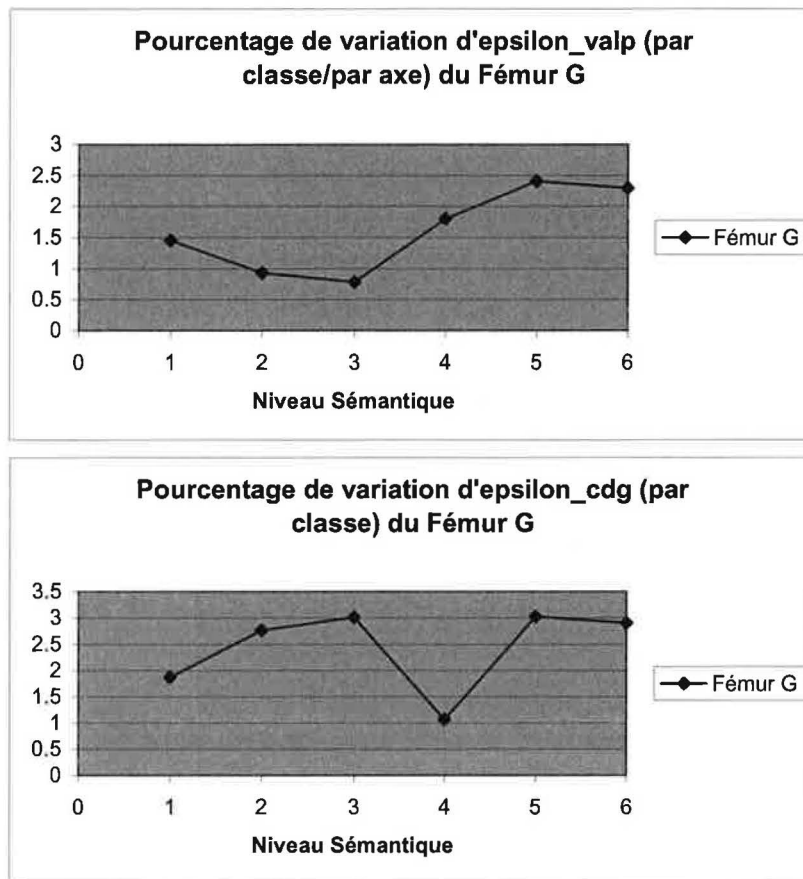 Pourcentage de variation d'epsilon_valp (par
classe/par axe) du Fémur G
3
2.5
2
1.5
1
0.5
0
0 1 2 3 4 5 6
Niveau Sémantique
Fémur G
Pourcentage de variation d'epsilon_cdg (par
classe) du Fémur G
3.5
3
2.5
2
1.5
1
0.5
0
0 1 2 3 4 5 6
Niveau Sémantique
Fémur G